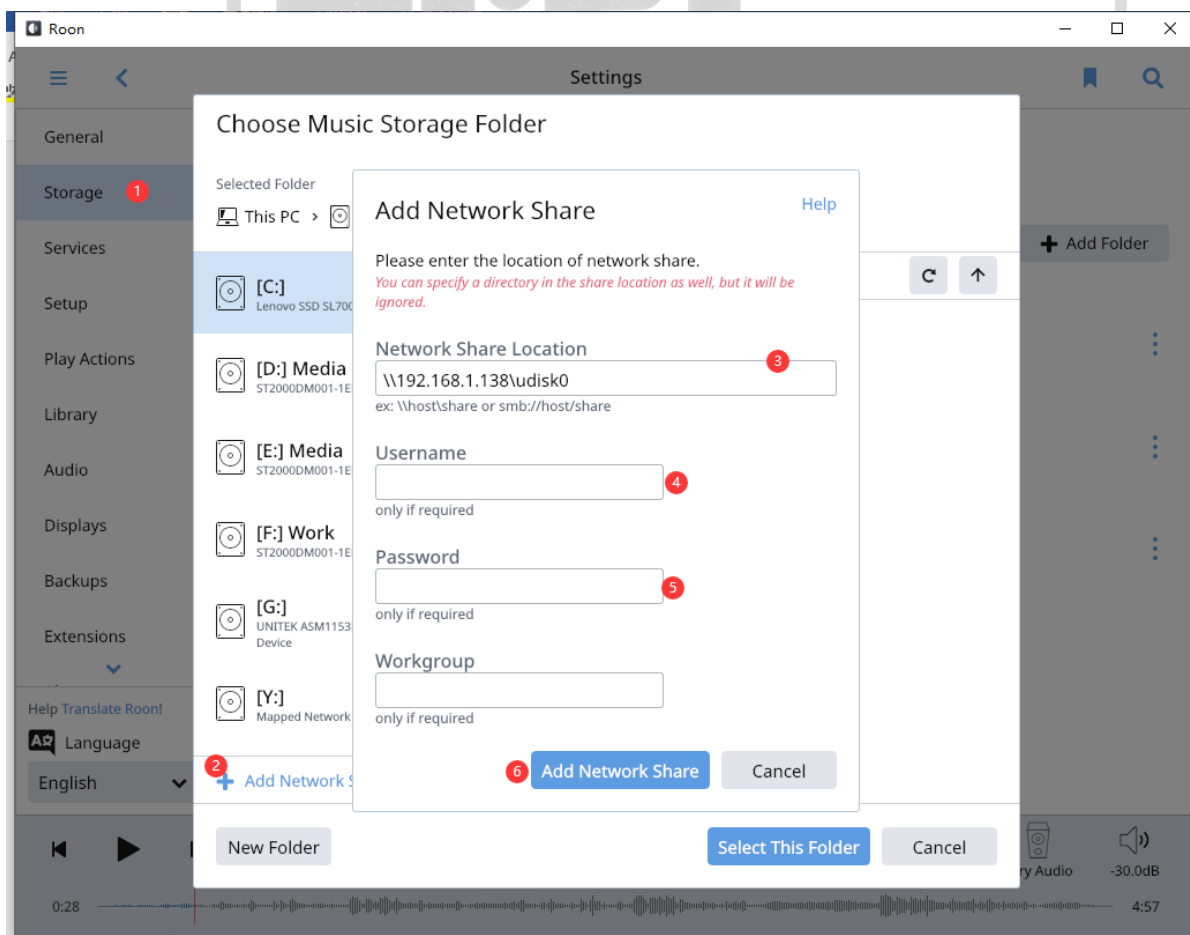 Roon
Settings
General
Storage 1
Services
Setup
Play Actions
Library
Audio
Displays
Backups
Extensions
Help Translate Roon!
Language
English
Choose Music Storage Folder
Selected Folder
This PC >
Add Folder
[C:]
Lenovo SSD SL700
[D:] Media
ST2000DM001-1E
[E:] Media
ST2000DM001-1E
[F:] Work
ST2000DM001-1E
[G:]
UNITEK ASM1153
Device
[Y:]
Mapped Network
2
Add Network S
Add Network Share
Help
Please enter the location of network share.
You can specify a directory in the share location as well, but it will be
ignored.
Network Share Location
3
\\192.168.1.138\udisk0
ex: \\host\share or smb://host/share
Username
4
only if required
Password
5
only if required
Workgroup
only if required
6 Add Network Share Cancel
New Folder
Select This Folder Cancel
ry Audio
-30.0dB
0:28
4:57